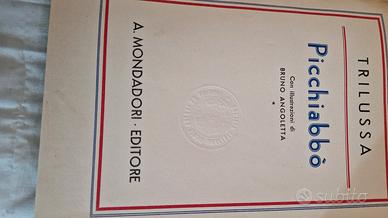 TRILUSSA
Picchiabbò
Con illustrazioni di
BRUNO ANGOLETTA
*
A. MONDADORI · EDITORE
subito